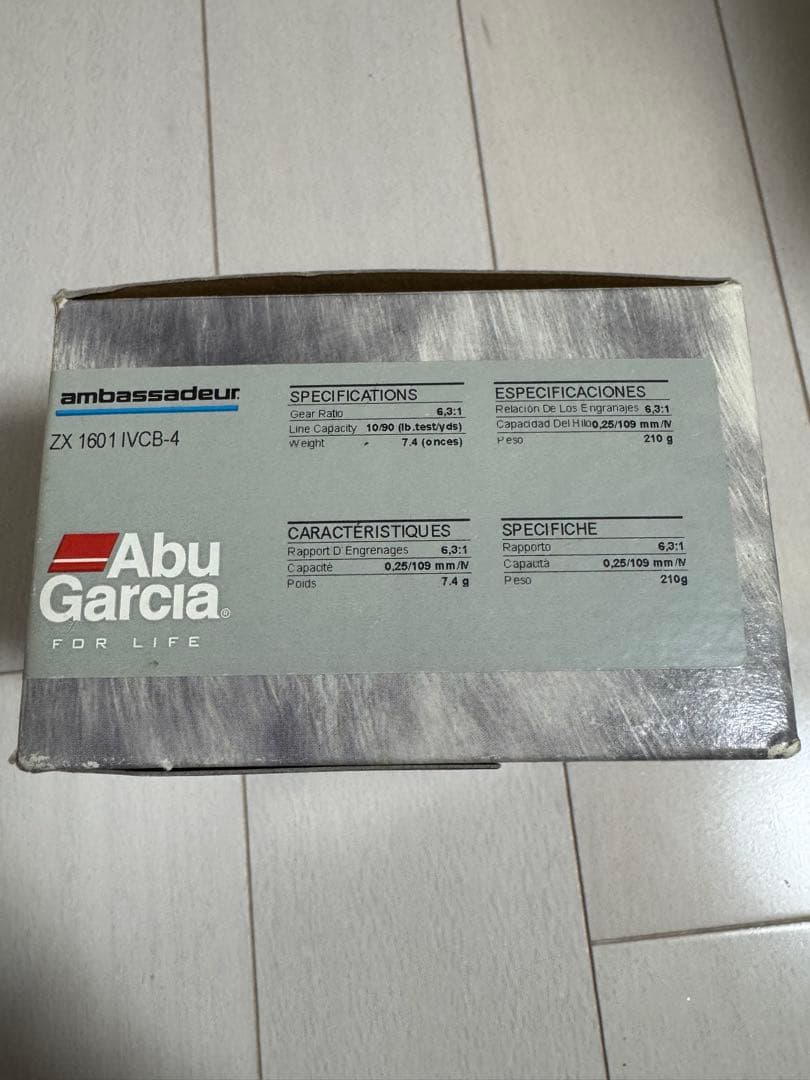 ambassadeur.
ZX 1601 IVCB-4
Abu
Garcia®
FOR LIFE
SPECIFICATIONS
Gear Ratio 6,3:1
Line Capacity 10/90 (lb.test/yds)
Weight 7.4 (onces)
ESPECIFICACIONES
Relación De Los Engranajes 6,3:1
Capacidad Del Hilo 0,25/109 mm/M
Peso 210 g
CARACTÉRISTIQUES
Rapport D´Engrenages 6,3:1
Capacité 0,25/109 mm/M
Poids 7.4 g
SPECIFICHE
Rapporto 6,3:1
Capautà 0,25/109 mm/M
Peso 210g